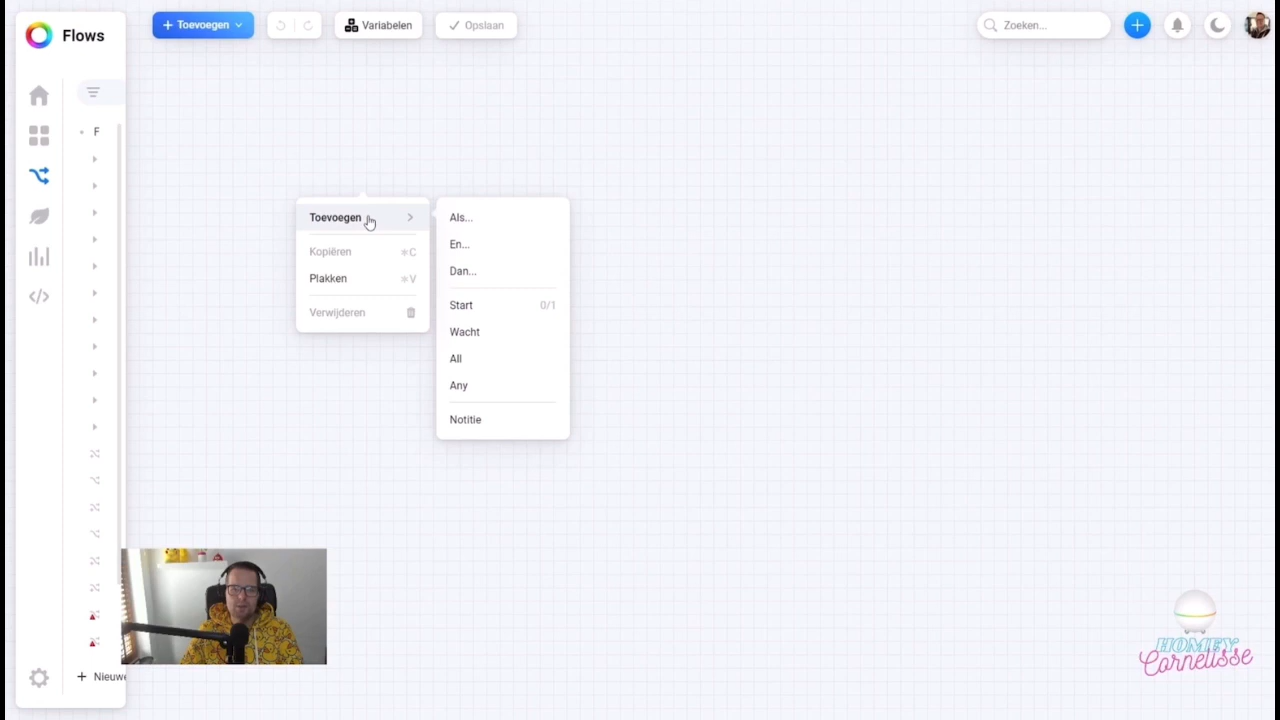 Flows
Toevoegen
Variabelen
Opslaan
Zoeken...
F
Toevoegen
Kopiëren
C
Plakken
V
Verwijderen
Als...
En...
Dan...
Start 0/1
Wacht
All
Any
Notitie
Nieuwe
HOMEY
Cornelisse